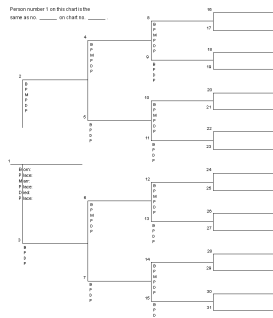 Person number 1 on this chart is the
same as no. ______ on chart no. ______
1
Born:
Place
Marr:
Place
Died:
Place
2
B
P
M
P
D
P
3
B
P
D
P
4
B
P
M
P
D
P
5
B
P
D
P
6
B
P
M
P
D
P
7
B
P
D
P
8
B
P
M
P
D
P
9
B
P
D
P
10
B
P
M
P
D
P
11
B
P
D
P
12
B
P
M
P
D
P
13
B
P
D
P
14
B
P
M
P
D
P
15
B
P
D
P
16
17
18
19
20
21
22
23
24
25
26
27
28
29
30
31